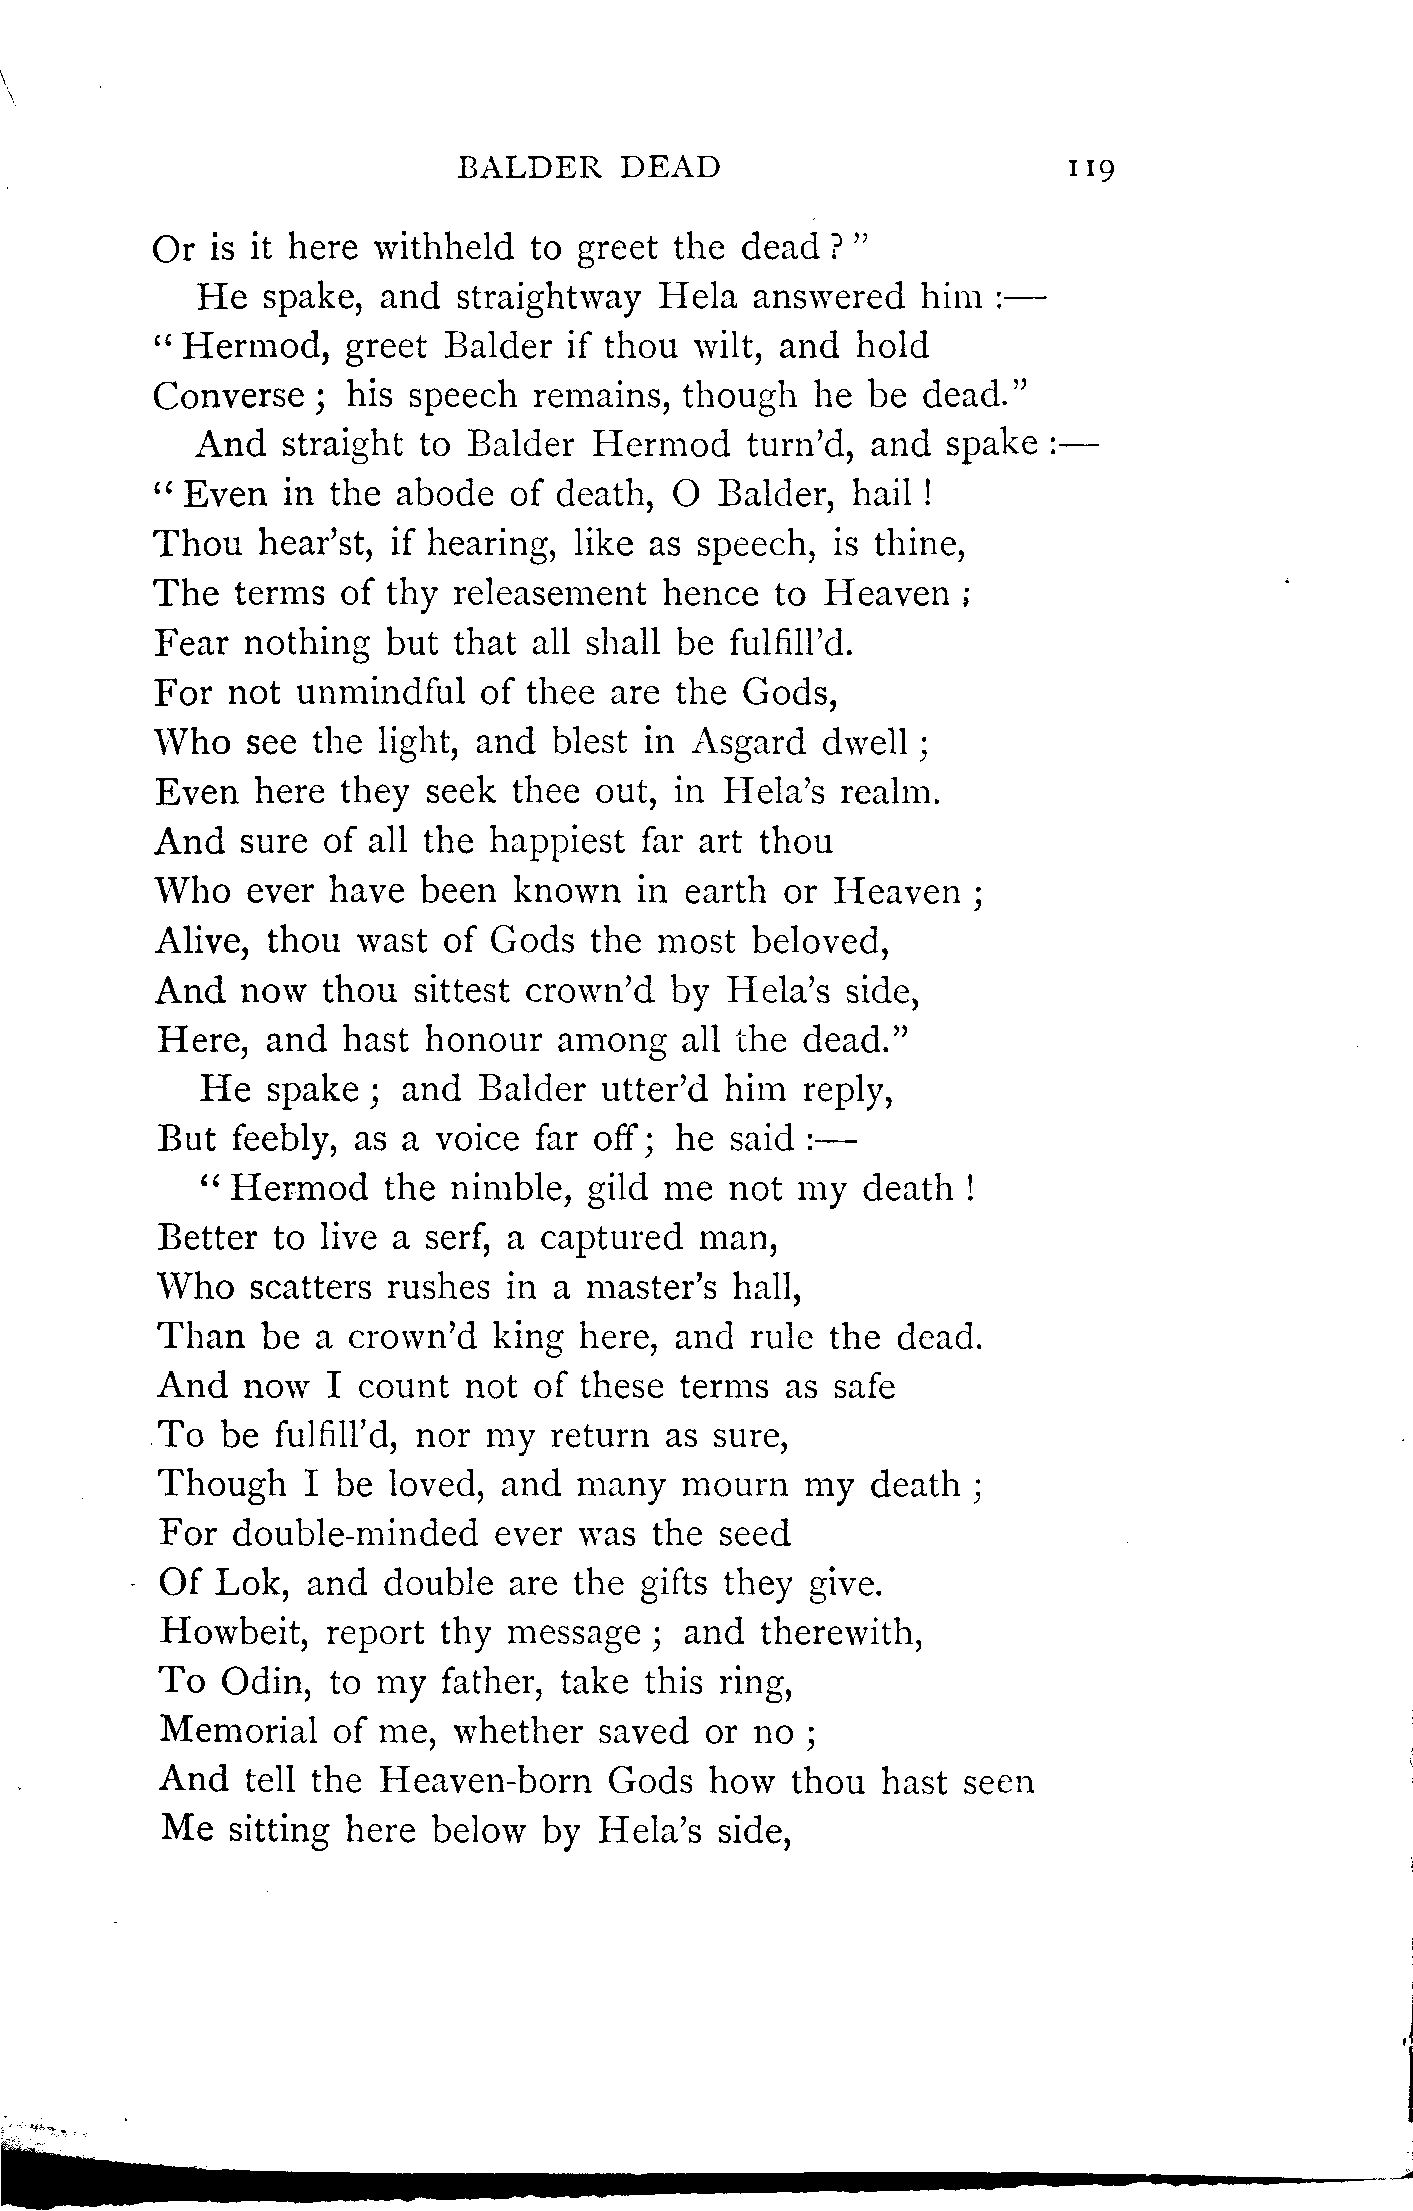 BALDER DEAD 119
Or is it here withheld to greet the dead ? ”
He spake, and straightway Hela answered him :—
“ Hermod, greet Balder if thou wilt, and hold
Converse ; his speech remains, though he be dead.”
And straight to Balder Hermod turn’d, and spake :—
“ Even in the abode of death, O Balder, hail !
Thou hear’st, if hearing, like as speech, is thine,
The terms of thy releasement hence to Heaven ;
Fear nothing but that all shall be fulfill’d.
For not unmindful of thee are the Gods,
Who see the light, and blest in Asgard dwell ;
Even here they seek thee out, in Hela’s realm.
And sure of all the happiest far art thou
Who ever have been known in earth or Heaven ;
Alive, thou wast of Gods the most beloved,
And now thou sittest crown’d by Hela’s side,
Here, and hast honour among all the dead.”
He spake ; and Balder utter’d him reply,
But feebly, as a voice far off ; he said :—
“ Hermod the nimble, gild me not my death !
Better to live a serf, a captured man,
Who scatters rushes in a master’s hall,
Than be a crown’d king here, and rule the dead.
And now I count not of these terms as safe
To be fulfill’d, nor my return as sure,
Though I be loved, and many mourn my death ;
For double-minded ever was the seed
Of Lok, and double are the gifts they give.
Howbeit, report thy message ; and therewith,
To Odin, to my father, take this ring,
Memorial of me, whether saved or no ;
And tell the Heaven-born Gods how thou hast seen
Me sitting here below by Hela’s side,